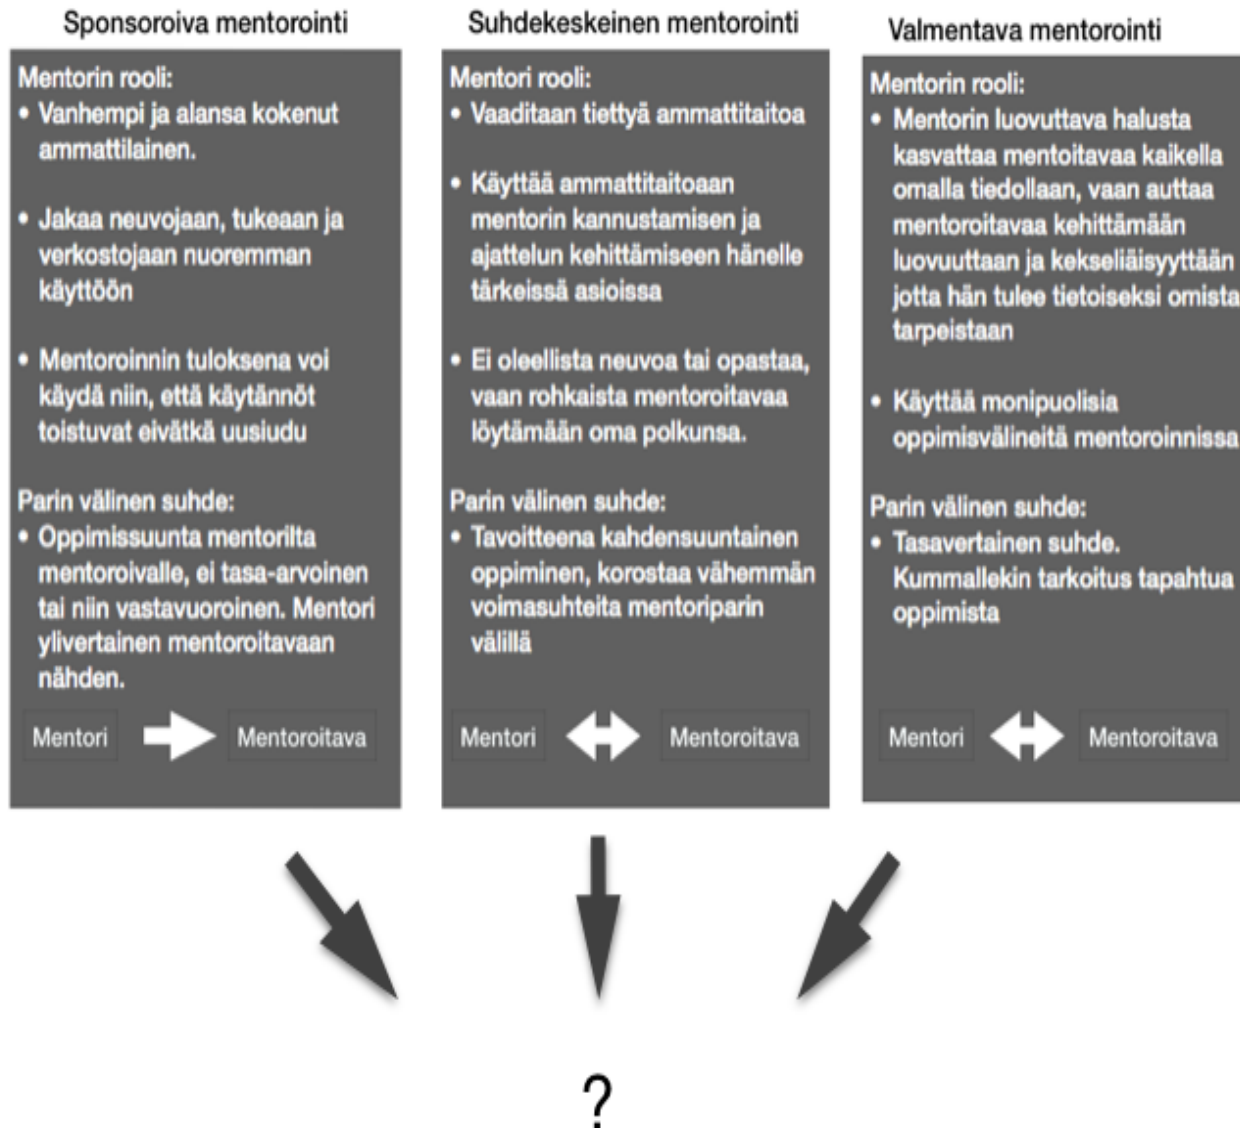 Sponsoroiva mentorointi
Mentorin rooli:
• Vanhempi ja alansa kokenut
ammattilainen.
• Jakaa neuvojaan, tukeaan ja
verkostojaan nuoremman
käyttöön
• Mentoroinnin tuloksena voi
käydä niin, että käytännöt
toistuvat eivätkä uusiudu
Parin välinen suhde:
• Oppimissuunta mentorilta
mentoroivalle, ei tasa-arvoinen
tai niin vastavuoroinen. Mentori
ylivertainen mentoroitavaan
nähden.
Mentori
Mentoroitava
Suhdekeskeinen mentorointi
Mentori rooli:
• Vaaditaan tiettyä ammattitaitoa
• Käyttää ammattitaitoaan
mentorin kannustamisen ja
ajattelun kehittämiseen hänelle
tärkeissä asioissa
• Ei oleellista neuvoa tai opastaa,
vaan rohkaista mentoroitavaa
löytämään oma polkunsa.
Parin välinen suhde:
• Tavoitteena kahdensuuntainen
oppiminen, korostaa vähemmän
voimasuhteita mentoriparin
välillä
Mentori
Mentoroitava
Valmentava mentorointi
Mentorin rooli:
• Mentorin luovuttava halusta
kasvattaa mentoitavaa kaikella
omalla tiedollaan, vaan auttaa
mentoroitavaa kehittämään
luovuuttaan ja kekseliäisyyttään
jotta hän tulee tietoiseksi omista
tarpeistaan
• Käyttää monipuolisia
oppimisvälineitä mentoroinnissa
Parin välinen suhde:
• Tasavertainen suhde.
Kummallekin tarkoitus tapahtua
oppimista
Mentori
Mentoroitava
?